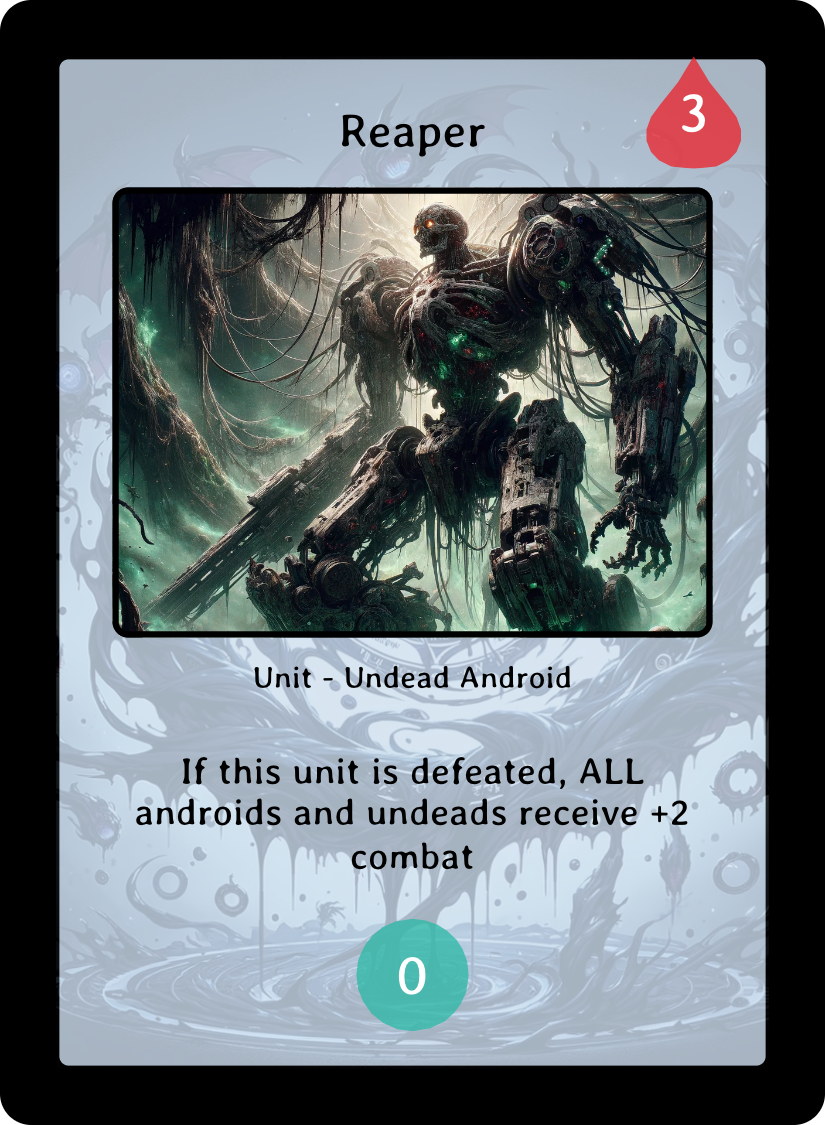 Reaper
3
Unit - Undead Android
If this unit is defeated, ALL
androids and undeads receive +2
combat
0